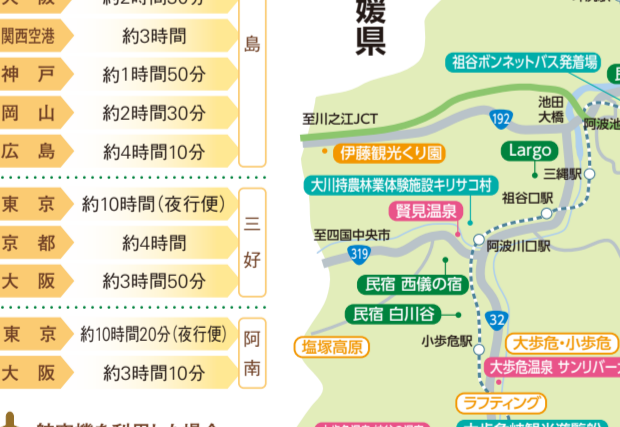 関西空港 約3時間
神戸 約1時間50分
岡山 約2時間30分
広島 約4時間10分
島
東京 約10時間（夜行便）
京都 約4時間
大阪 約3時間50分
三好
東京 約10時間20分（夜行便）
大阪 約3時間10分
阿南
媛県
祖谷ボンネットバス発着場
池田
大橋
至川之江JCT
192
阿波池
伊藤観光くり園
Largo
三縄駅
大川持農林業体験施設キリサコ村
祖谷口駅
賢見温泉
至四国中央市
319
阿波川口駅
民宿 西儀の宿
民宿 白川谷
32
小歩危駅
塩塚高原
大歩危・小歩危
大歩危温泉 サンリバー
ラフティング